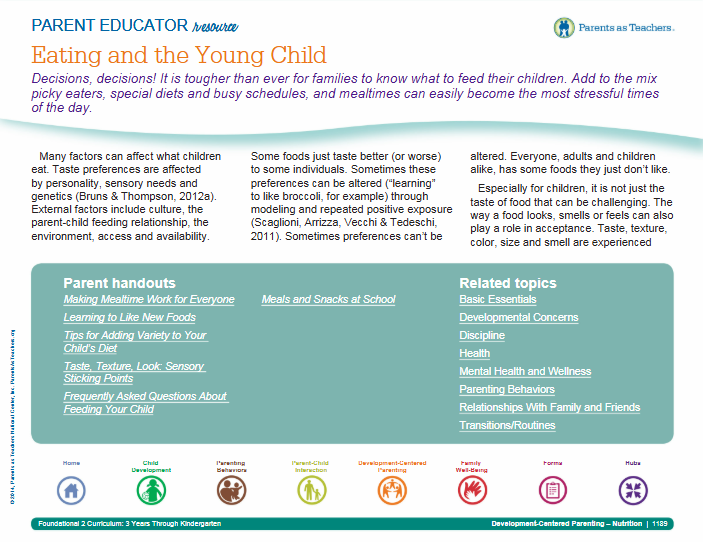 PARENT EDUCATOR resource
Parents as Teachers.
Eating and the Young Child
Decisions, decisions! It is tougher than ever for families to know what to feed their children. Add to the mix
picky eaters, special diets and busy schedules, and mealtimes can easily become the most stressful times
of the day.
Many factors can affect what children
eat. Taste preferences are affected
by personality, sensory needs and
genetics (Bruns & Thompson, 2012a).
External factors include culture, the
parent-child feeding relationship, the
environment, access and availability.
Some foods just taste better (or worse)
to some individuals. Sometimes these
preferences can be altered (“learning”
to like broccoli, for example) through
modeling and repeated positive exposure
(Scaglioni, Arrizza, Vecchi & Tedeschi,
2011). Sometimes preferences can’t be
altered. Everyone, adults and children
alike, has some foods they just don’t like.
Especially for children, it is not just the
taste of food that can be challenging. The
way a food looks, smells or feels can also
play a role in acceptance. Taste, texture,
color, size and smell are experienced
Parent handouts
Making Mealtime Work for Everyone
Learning to Like New Foods
Tips for Adding Variety to Your
Child’s Diet
Taste, Texture, Look: Sensory
Sticking Points
Frequently Asked Questions About
Feeding Your Child
Meals and Snacks at School
Related topics
Basic Essentials
Developmental Concerns
Discipline
Health
Mental Health and Wellness
Parenting Behaviors
Relationships With Family and Friends
Transitions/Routines
©2014, Parents as Teachers National Center, Inc. ParentsAsTeachers.org
Home
Child
Development
Parenting
Behaviors
Parent-Child
Interaction
Development-Centered
Parenting
Family
Well-Being
Forms
Hubs
Foundational 2 Curriculum: 3 Years Through Kindergarten
Development-Centered Parenting – Nutrition | 1189